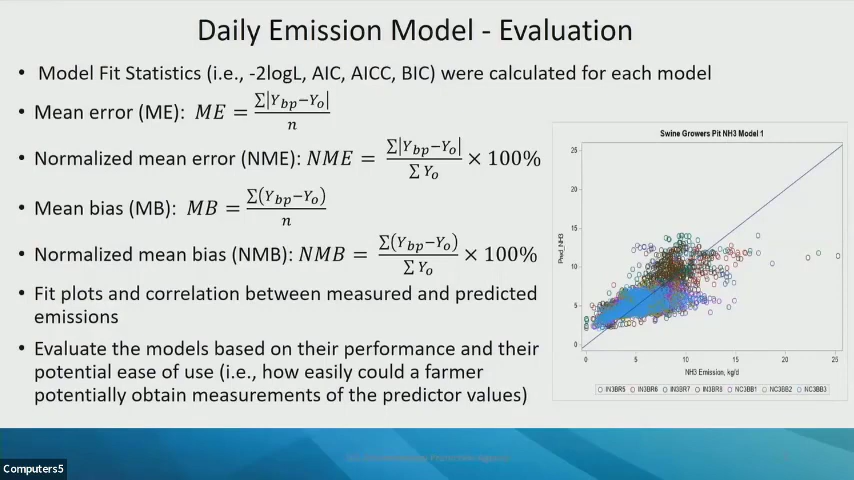 Daily Emission Model - Evaluation
• Model Fit Statistics (i.e., -2logL, AIC, AICC, BIC) were calculated for each model
• Mean error (ME): ME = Σ|Y_bp−Y_o| / n
• Normalized mean error (NME): NME = Σ|Y_bp−Y_o| / ΣY_o × 100%
• Mean bias (MB): MB = Σ(Y_bp−Y_o) / n
• Normalized mean bias (NMB): NMB = Σ(Y_bp−Y_o) / ΣY_o × 100%
• Fit plots and correlation between measured and predicted
emissions
• Evaluate the models based on their performance and their
potential ease of use (i.e., how easily could a farmer
potentially obtain measurements of the predictor values)
Swine Growers Pit NH3 Model 1
25
20
15
10
5
0
Pred_NH3
0 5 10 15 20 25
NH3 Emission, kg/d
IN3BR5 IN3BR6 IN3BR7 IN3BR8 NC3BB1 NC3BB2 NC3BB3
Computers5